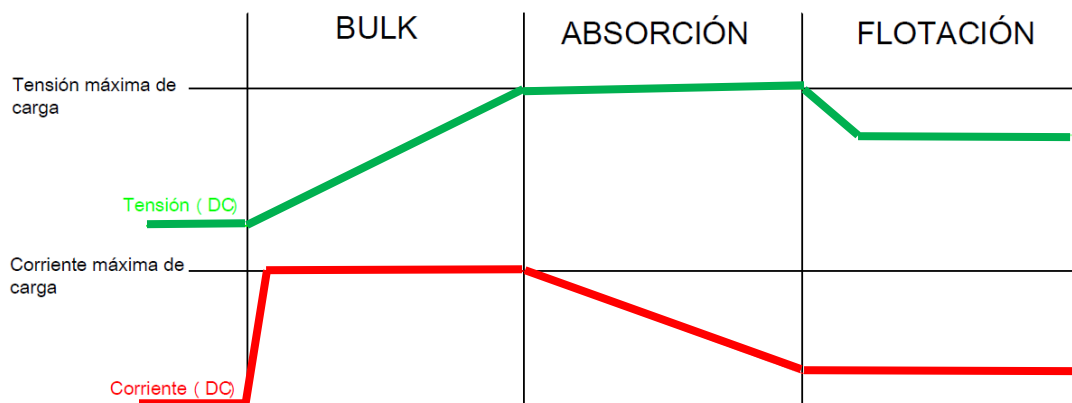 BULK
ABSORCIÓN
FLOTACIÓN
Tensión máxima de
carga
Tensión ( DC)
Corriente máxima de
carga
Corriente ( DC)